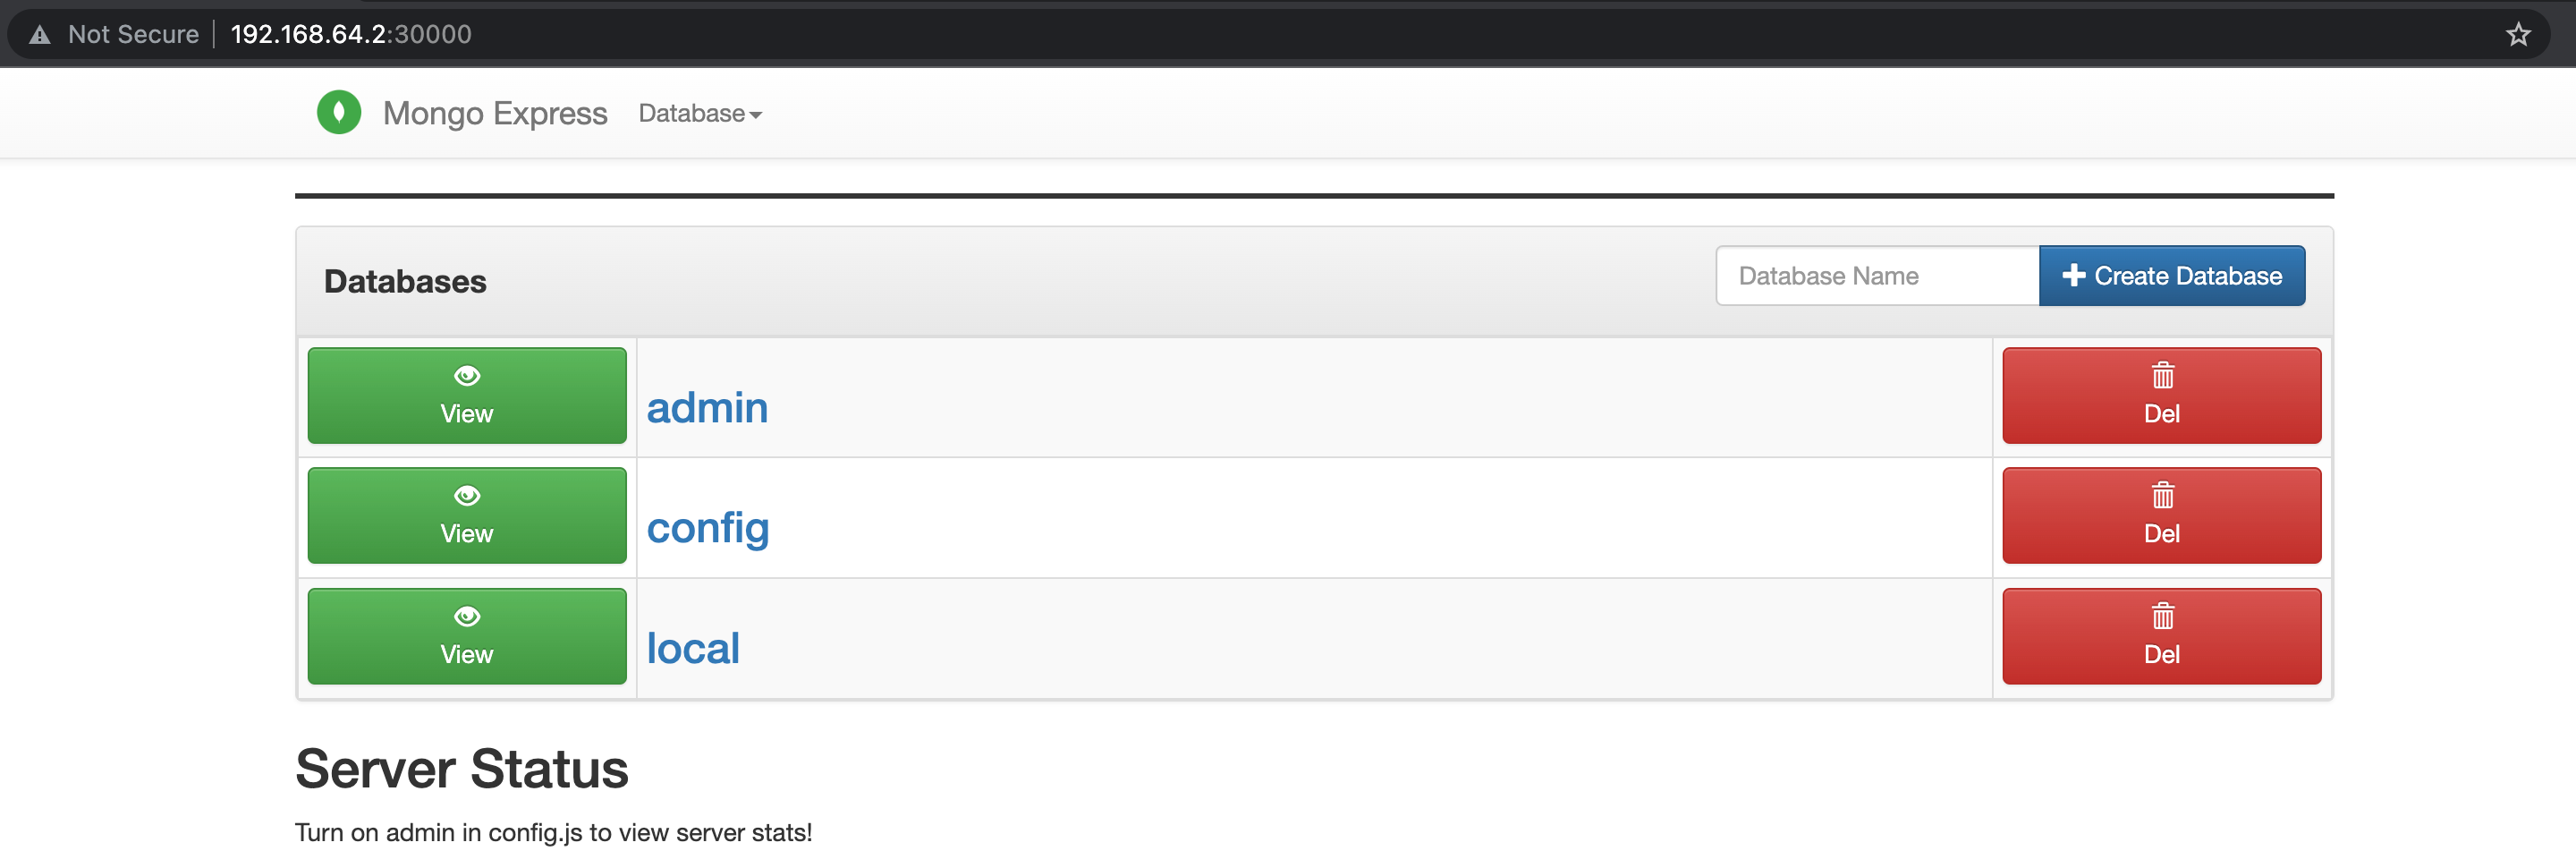 Not Secure 192.168.64.2:30000
Mongo Express Database
Databases
Database Name
Create Database
View
admin
Del
View
config
Del
View
local
Del
Server Status
Turn on admin in config.js to view server stats!